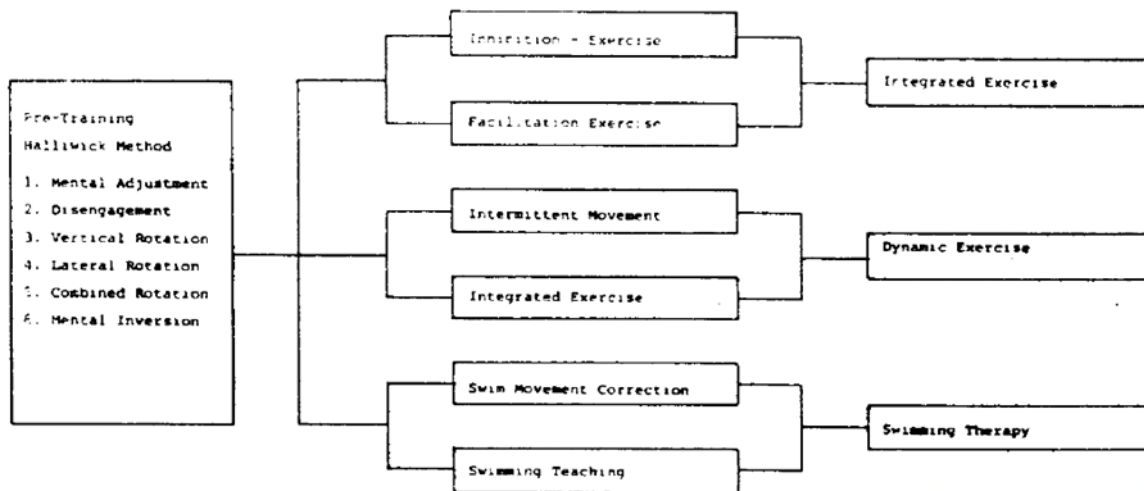 Pre-Training
Halliwick Method
1. Mental Adjustment
2. Disengagement
3. Vertical Rotation
4. Lateral Rotation
5. Combined Rotation
6. Mental Inversion
Inhibition - Exercise
Facilitation Exercise
Integrated Exercise
Intermittent Movement
Integrated Exercise
Dynamic Exercise
Swim Movement Correction
Swimming Teaching
Swimming Therapy